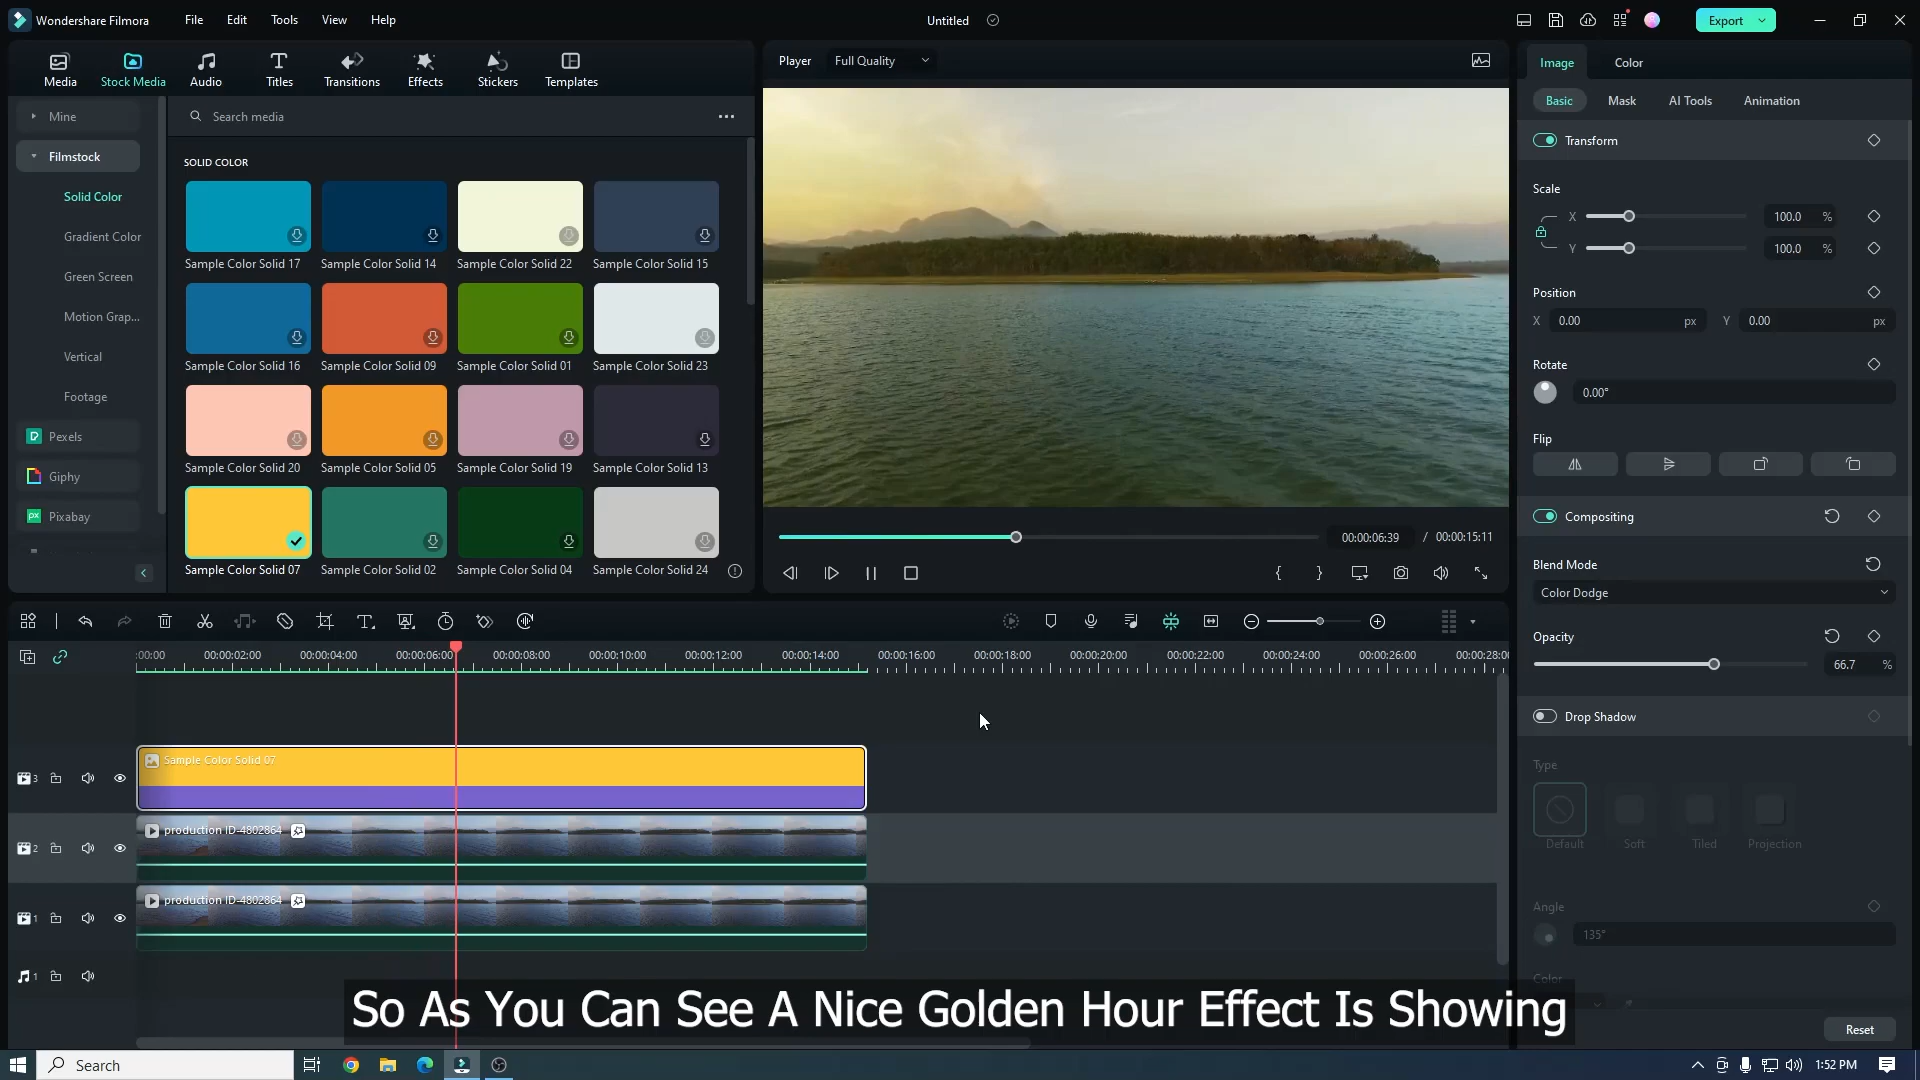 Wondershare Filmora
File Edit Tools View Help
Untitled
Export
Media
Stock Media
Audio
Titles
Transitions
Effects
Stickers
Templates
Player Full Quality
Image Color
Basic Mask AI Tools Animation
Mine
Filmstock
Solid Color
Gradient Color
Green Screen
Motion Grap...
Vertical
Footage
Pexels
Giphy
Pixabay
Search media
SOLID COLOR
Sample Color Solid 17
Sample Color Solid 14
Sample Color Solid 22
Sample Color Solid 15
Sample Color Solid 16
Sample Color Solid 09
Sample Color Solid 01
Sample Color Solid 23
Sample Color Solid 20
Sample Color Solid 05
Sample Color Solid 19
Sample Color Solid 13
Sample Color Solid 07
Sample Color Solid 02
Sample Color Solid 04
Sample Color Solid 24
00:00:06:39 / 00:00:15:11
Transform
Scale
X 100.0 %
Y 100.0 %
Position
X 0.00 px Y 0.00 px
Rotate
0.00°
Flip
Compositing
Blend Mode
Color Dodge
Opacity
66.7 %
Drop Shadow
Type
Default
Soft
Tiled
Projection
Angle
135°
Color
Reset
:00:00 00:00:02:00 00:00:04:00 00:00:06:00 00:00:08:00 00:00:10:00 00:00:12:00 00:00:14:00 00:00:16:00 00:00:18:00 00:00:20:00 00:00:22:00 00:00:24:00 00:00:26:00 00:00:28:0
3
Sample Color Solid 07
2
production ID-4802864
1
production ID-4802864
1
So As You Can See A Nice Golden Hour Effect Is Showing
Search
1:52 PM